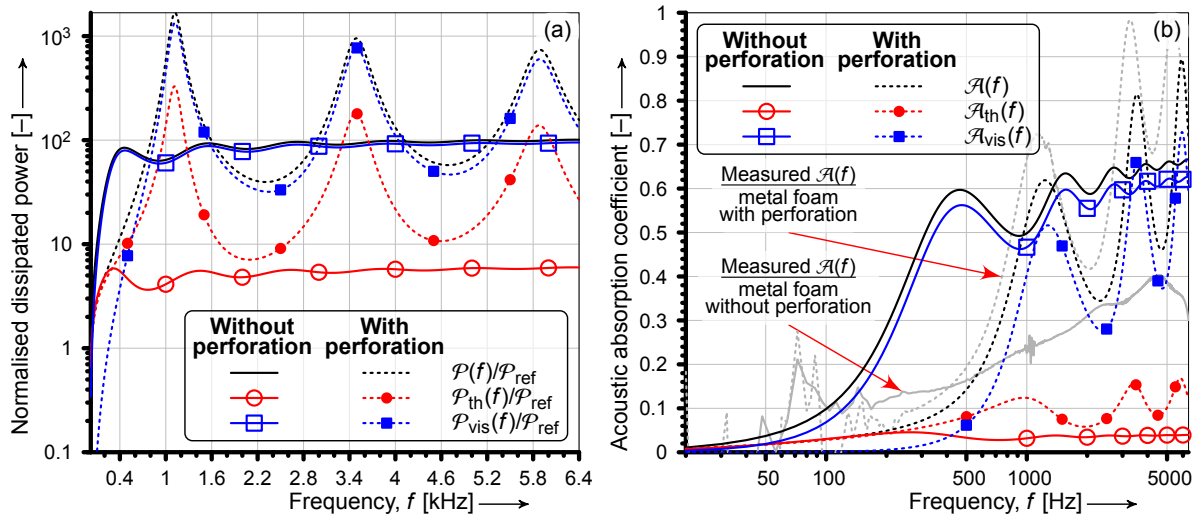 (a)
Normalised dissipated power [–]
10³
10²
10
1
0.1
0.4 1 1.6 2.2 2.8 3.4 4 4.6 5.2 5.8 6.4
Frequency, f [kHz]
Without perforation
With perforation
𝒫(f)/𝒫ref
𝒫th(f)/𝒫ref
𝒫vis(f)/𝒫ref
(b)
Acoustic absorption coefficient [–]
1
0.9
0.8
0.7
0.6
0.5
0.4
0.3
0.2
0.1
0
50 100 500 1000 5000
Frequency, f [Hz]
Without perforation
With perforation
𝒜(f)
𝒜th(f)
𝒜vis(f)
Measured 𝒜(f)
metal foam
with perforation
Measured 𝒜(f)
metal foam
without perforation